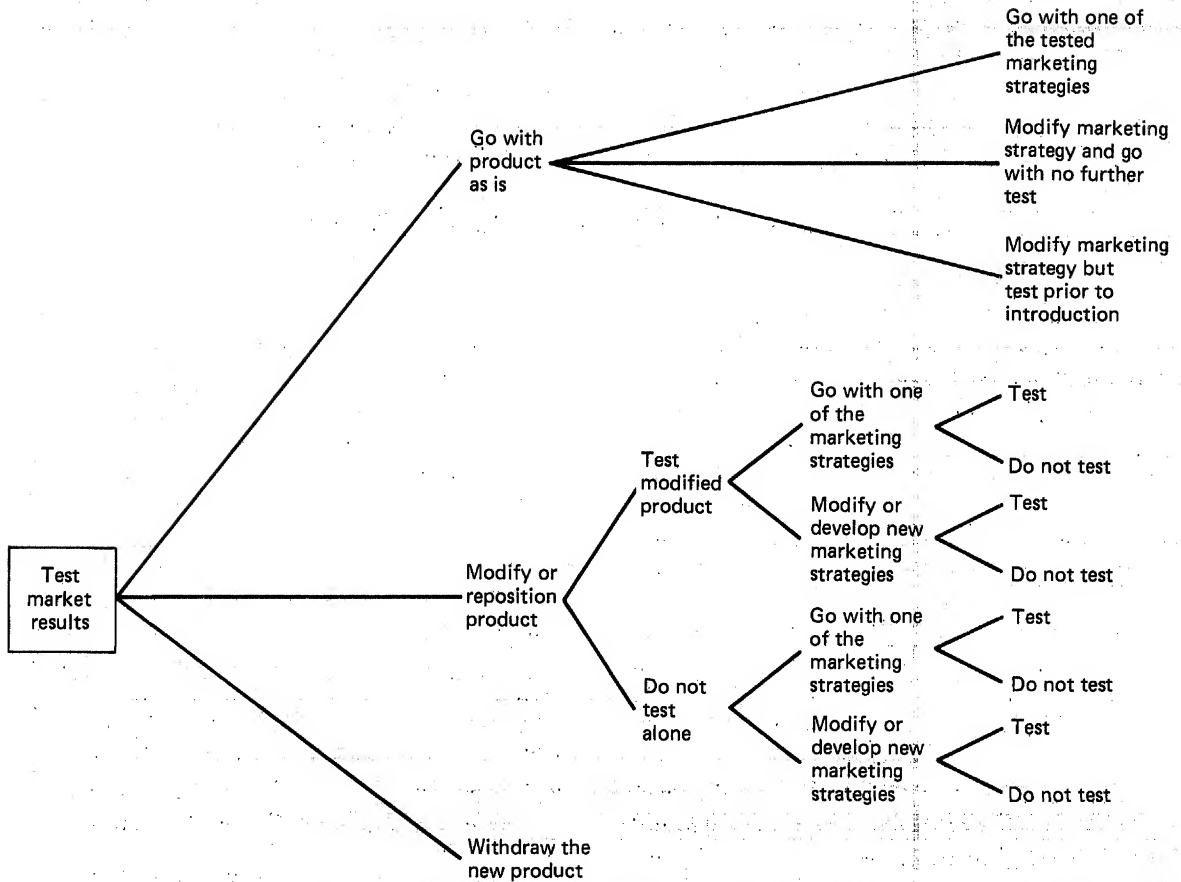 Go with one of
the tested
marketing
strategies
Go with
product
as is
Modify marketing
strategy and go
with no further
test
Modify marketing
strategy but
test prior to
introduction
Test
market
results
Modify or
reposition
product
Test
modified
product
Go with one
of the
marketing
strategies
Test
Do not test
Modify or
develop new
marketing
strategies
Test
Do not test
Do not
test
alone
Go with one
of the
marketing
strategies
Test
Do not test
Modify or
develop new
marketing
strategies
Test
Do not test
Withdraw the
new product